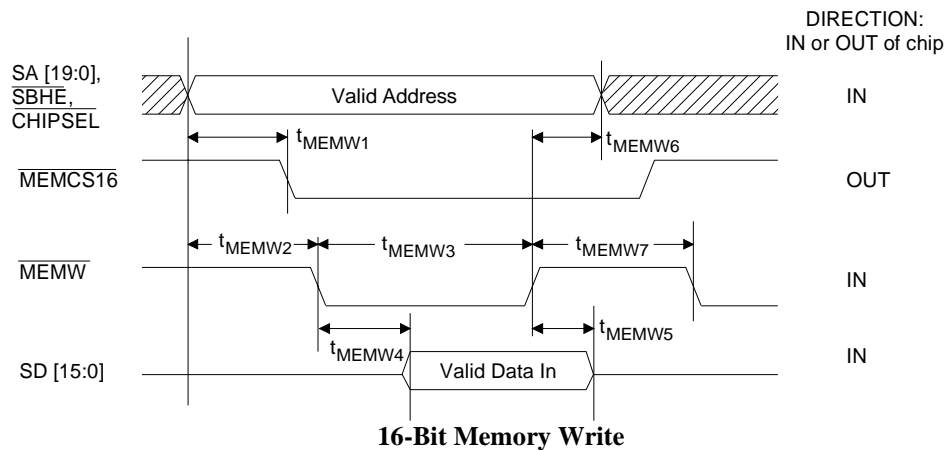 DIRECTION:
IN or OUT of chip
SA [19:0],
SBHE,
CHIPSEL
Valid Address
IN
tMEMW1
tMEMW6
MEMCS16
OUT
tMEMW2
tMEMW3
tMEMW7
MEMW
IN
tMEMW4
tMEMW5
SD [15:0]
Valid Data In
IN
16-Bit Memory Write